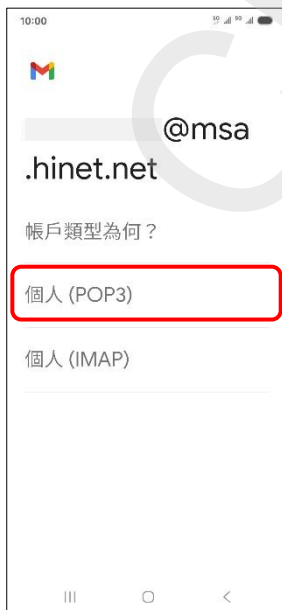 10:00
@msa
.hinet.net
帳戶類型為何？
個人 (POP3)
個人 (IMAP)